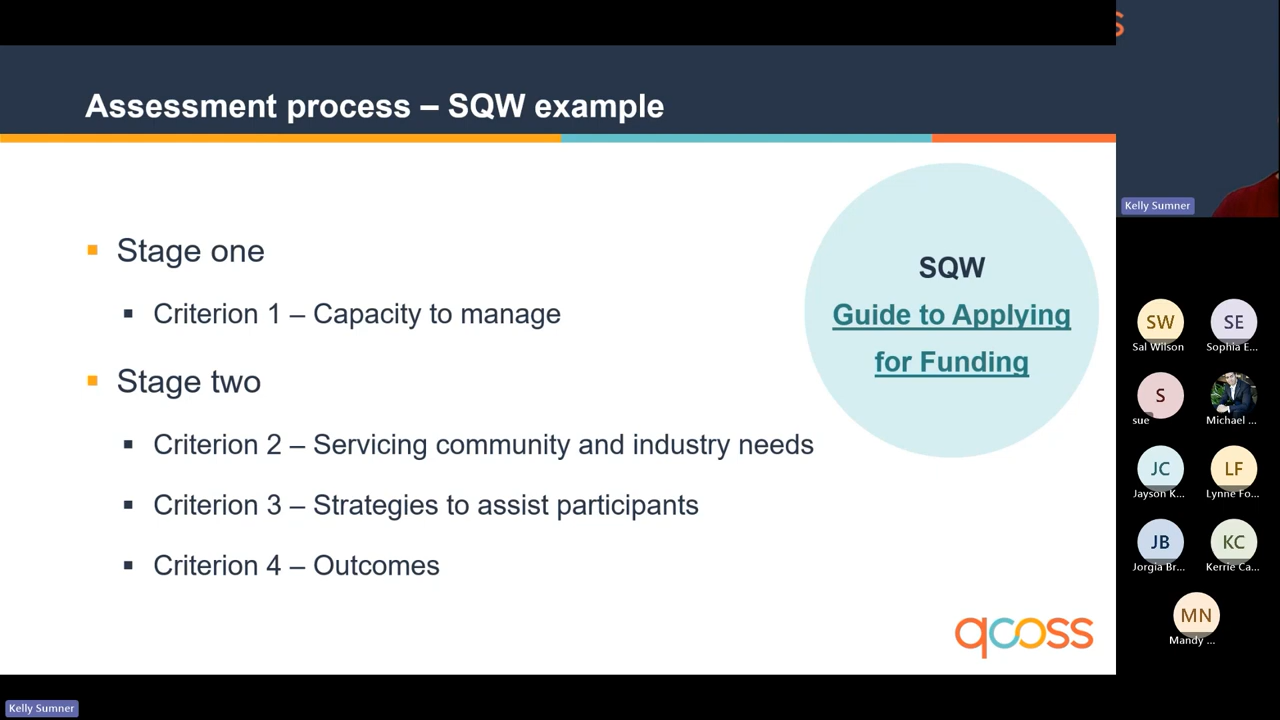 Assessment process – SQW example
Stage one
Criterion 1 – Capacity to manage
Stage two
Criterion 2 – Servicing community and industry needs
Criterion 3 – Strategies to assist participants
Criterion 4 – Outcomes
SQW
Guide to Applying
for Funding
qcoss
s
Kelly Sumner
SW
Sal Wilson
SE
Sophia E...
S
sue
Michael ...
JC
Jayson K...
LF
Lynne Fo...
JB
Jorgia Br...
KC
Kerrie Ca...
MN
Mandy ...
Kelly Sumner